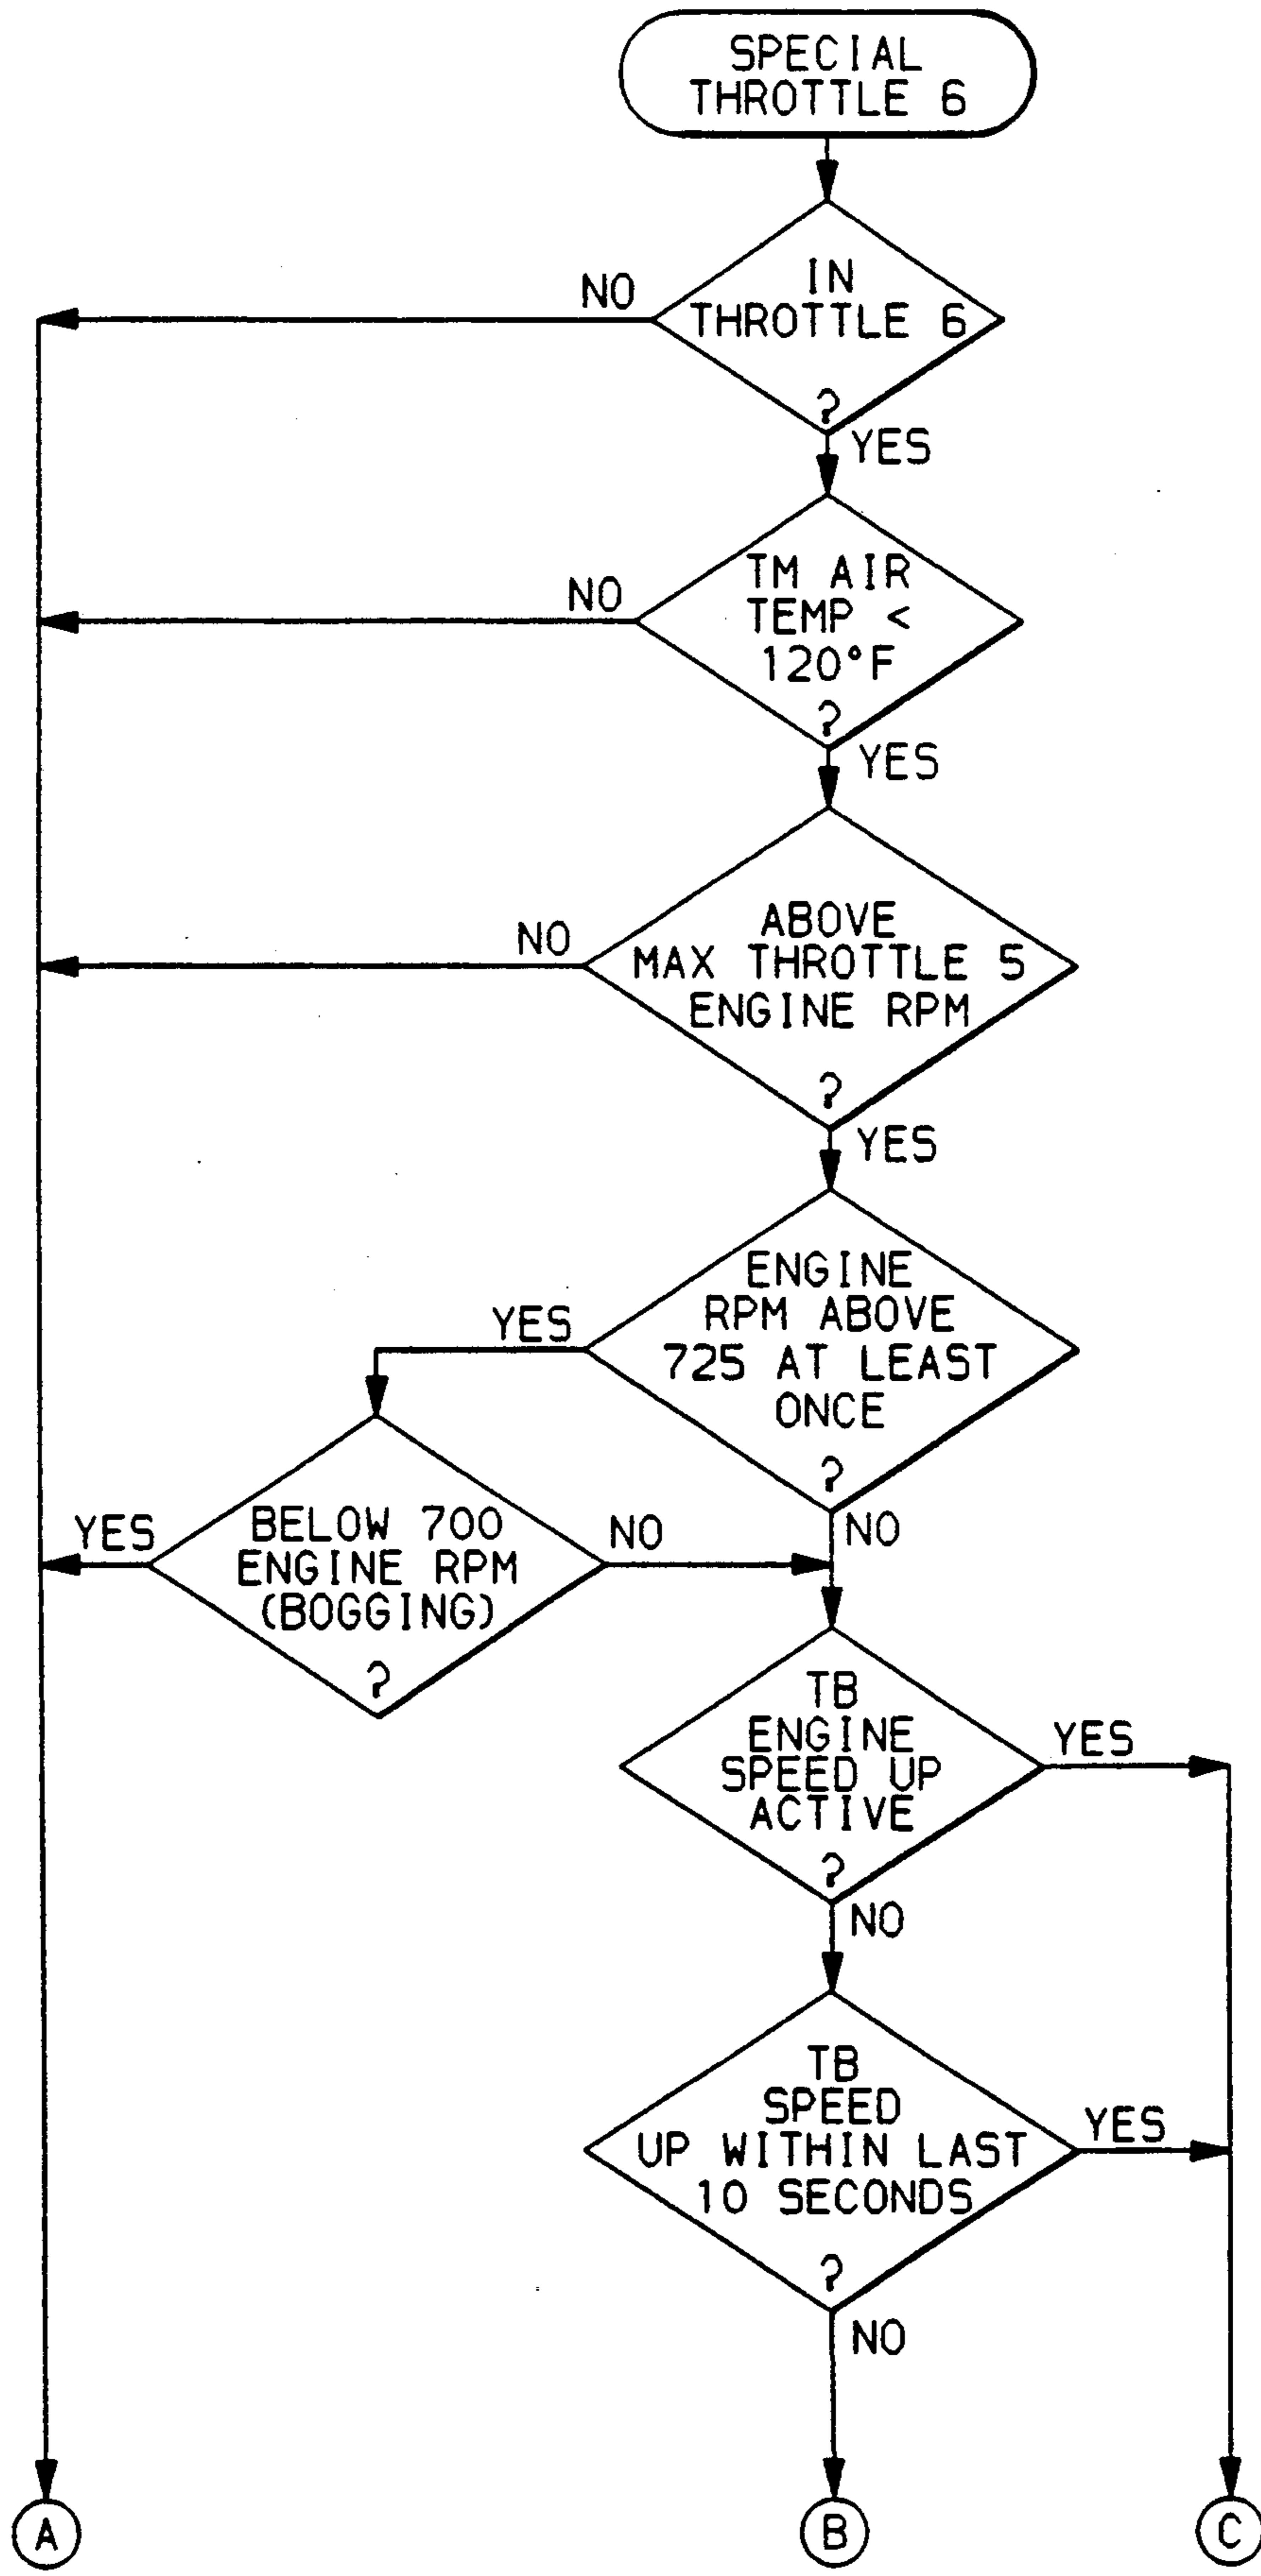 SPECIAL
THROTTLE 6
IN
THROTTLE 6
?
NO
YES
TM AIR
TEMP <
120°F
?
NO
YES
ABOVE
MAX THROTTLE 5
ENGINE RPM
?
NO
YES
ENGINE
RPM ABOVE
725 AT LEAST
ONCE
?
YES
NO
BELOW 700
ENGINE RPM
(BOGGING)
?
YES
NO
TB
ENGINE
SPEED UP
ACTIVE
?
YES
NO
TB
SPEED
UP WITHIN LAST
10 SECONDS
?
YES
NO
A
B
C